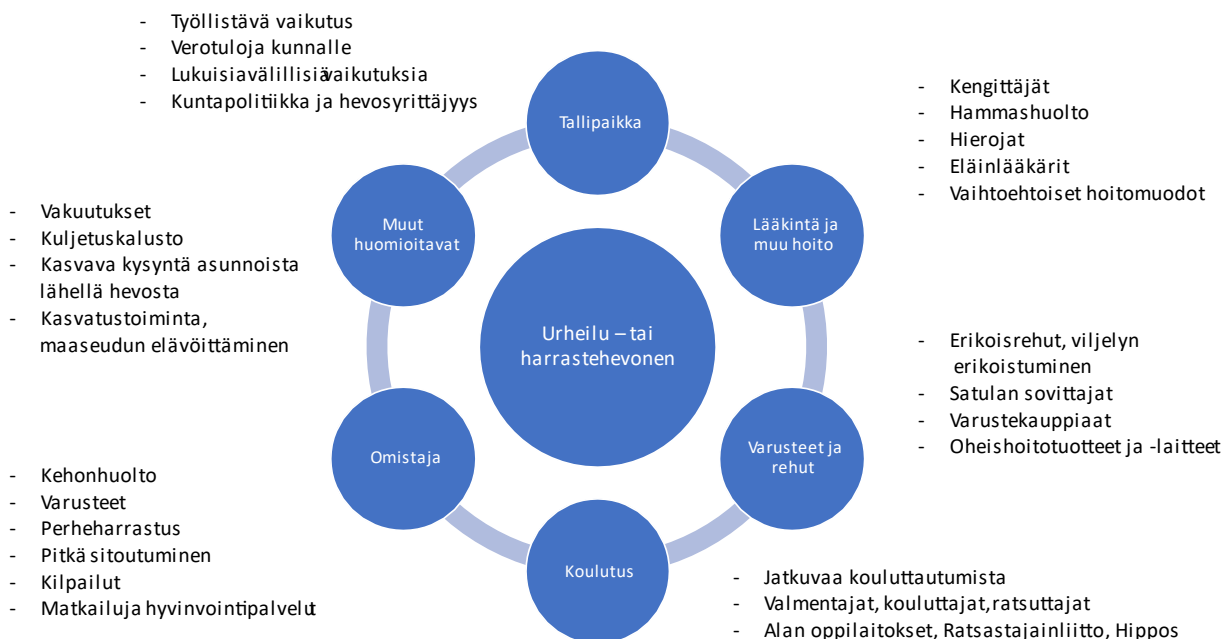 - Työllistävä vaikutus
- Verotuloja kunnalle
- Lukuisia välillisiä vaikutuksia
- Kuntapolitiikka ja hevosyrittäjyys
Tallipaikka
- Kengittäjät
- Hammashuolto
- Hierojat
- Eläinlääkärit
- Vaihtoehtoiset hoitomuodot
Muut
huomioitavat
Lääkintä ja
muu hoito
- Vakuutukset
- Kuljetuskalusto
- Kasvava kysyntä asunnoista
lähellä hevosta
- Kasvatustoiminta,
maaseudun elävöittäminen
Urheilu – tai
harrastehevonen
- Erikoisrehut, viljelyn
erikoistuminen
- Satulan sovittajat
- Varustekauppiaat
- Oheishoitotuotteet ja -laitteet
Omistaja
Varusteet ja
rehut
- Kehonhuolto
- Varusteet
- Perheharrastus
- Pitkä sitoutuminen
- Kilpailut
- Matkailu ja hyvinvointipalvelut
Koulutus
- Jatkuvaa kouluttautumista
- Valmentajat, kouluttajat, ratsuttajat
- Alan oppilaitokset, Ratsastajainliitto, Hippos